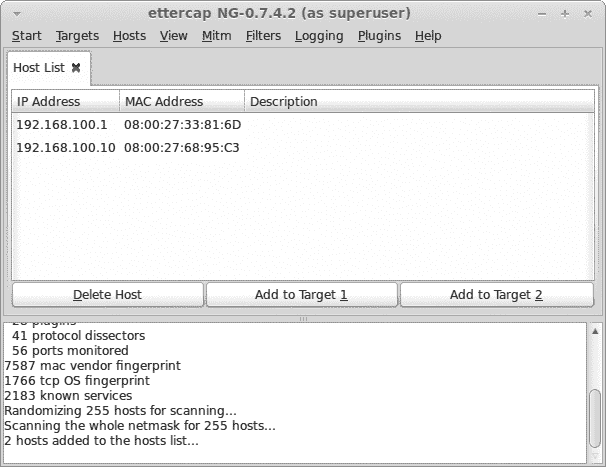 ettercap NG-0.7.4.2 (as superuser)
Start Targets Hosts View Mitm Filters Logging Plugins Help
Host List
IP Address MAC Address Description
192.168.100.1 08:00:27:33:81:6D
192.168.100.10 08:00:27:68:95:C3
Delete Host Add to Target 1 Add to Target 2
28 plugins
41 protocol dissectors
56 ports monitored
7587 mac vendor fingerprint
1766 tcp OS fingerprint
2183 known services
Randomizing 255 hosts for scanning...
Scanning the whole netmask for 255 hosts...
2 hosts added to the hosts list...